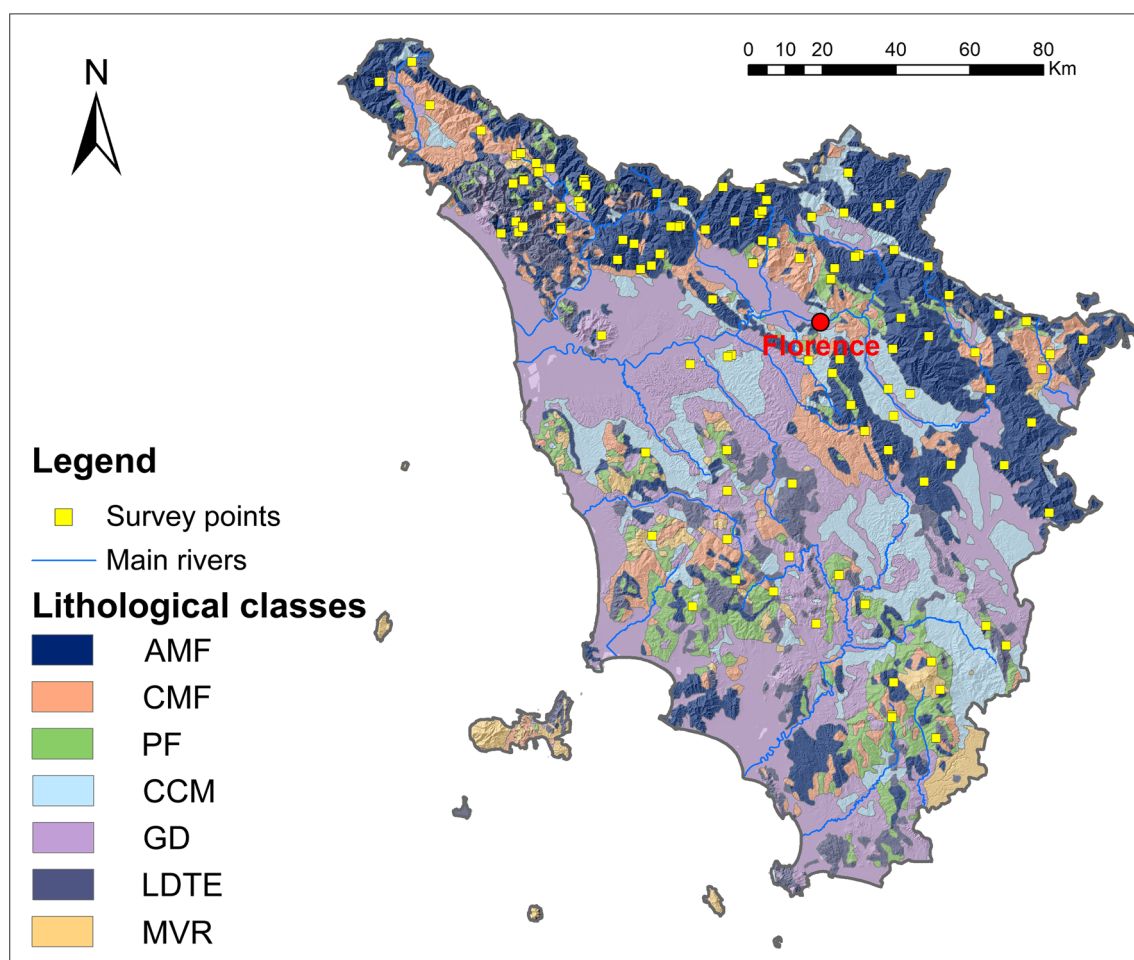 0 5 10 20 40 60 80
Km
N
Florence
Legend
Survey points
Main rivers
Lithological classes
AMF
CMF
PF
CCM
GD
LDTE
MVR